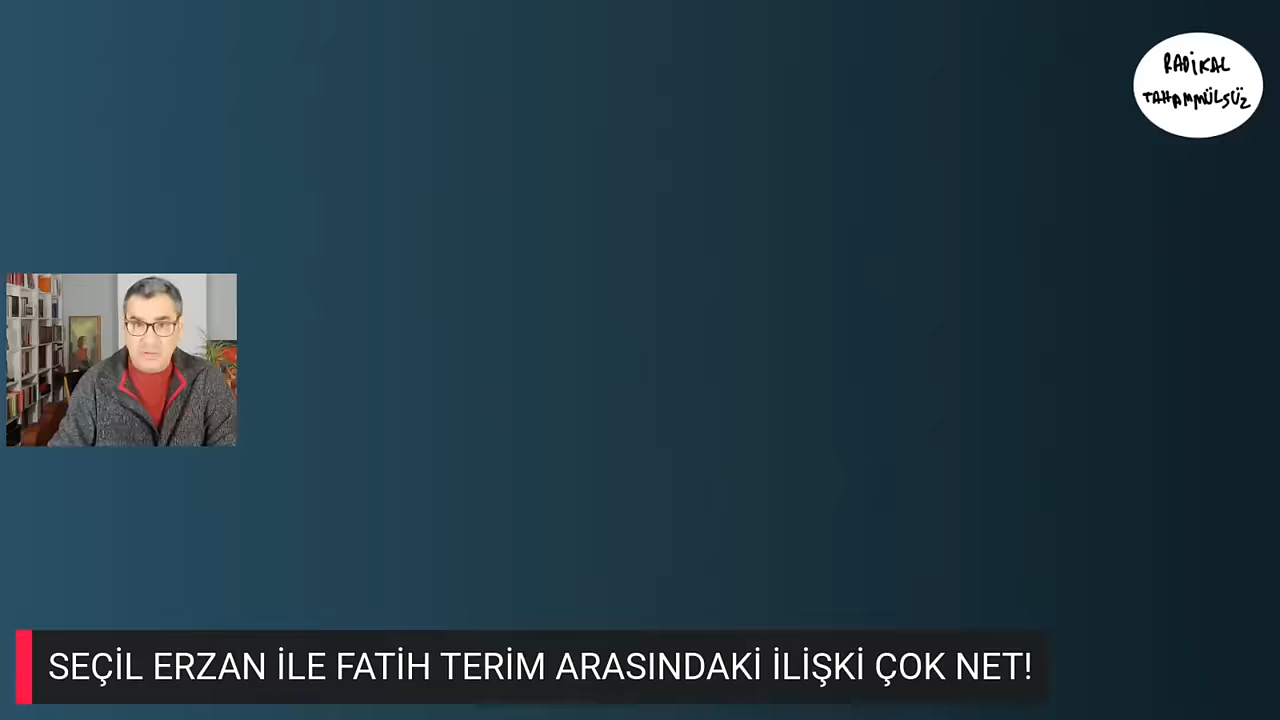 RADİKAL
TAHAMMÜLSÜZ
SEÇİL ERZAN İLE FATİH TERİM ARASINDAKİ İLİŞKİ ÇOK NET!